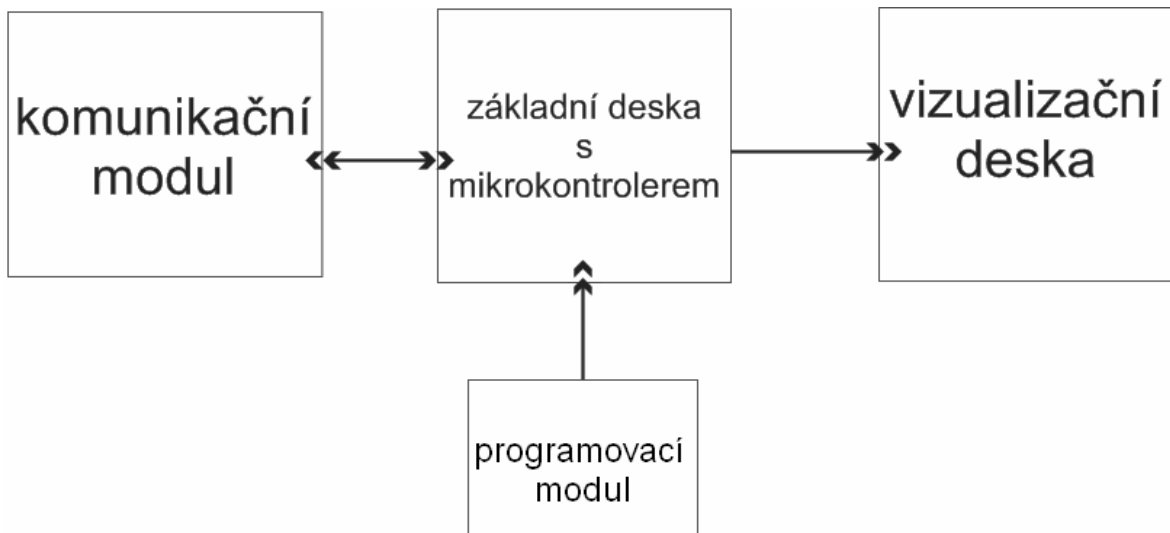 komunikační
modul
základní deska
s
mikrokontrolerem
vizualizační
deska
programovací
modul